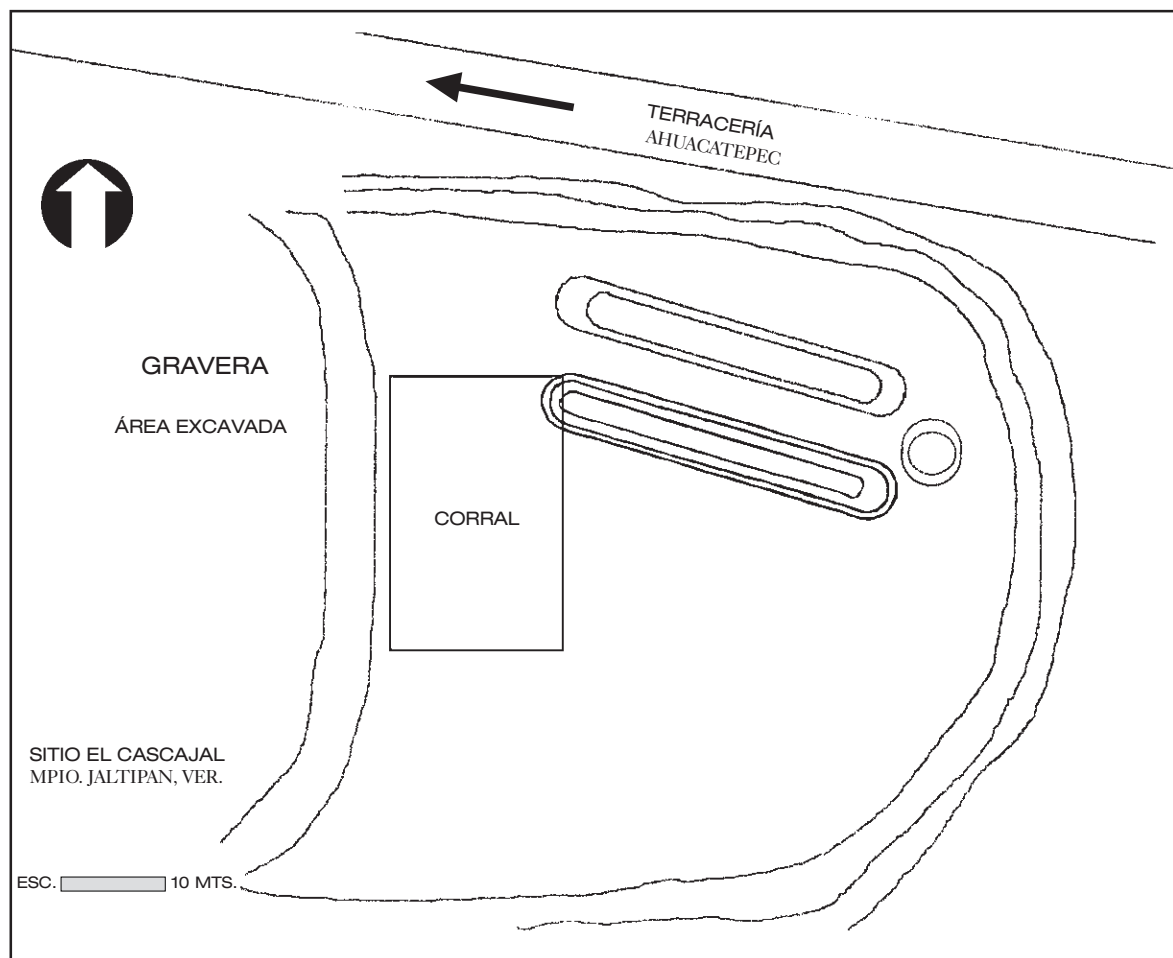 TERRACERÍA
AHUACATEPEC
GRAVERA
ÁREA EXCAVADA
CORRAL
SITIO EL CASCAJAL
MPIO. JALTIPAN, VER.
ESC. 10 MTS.